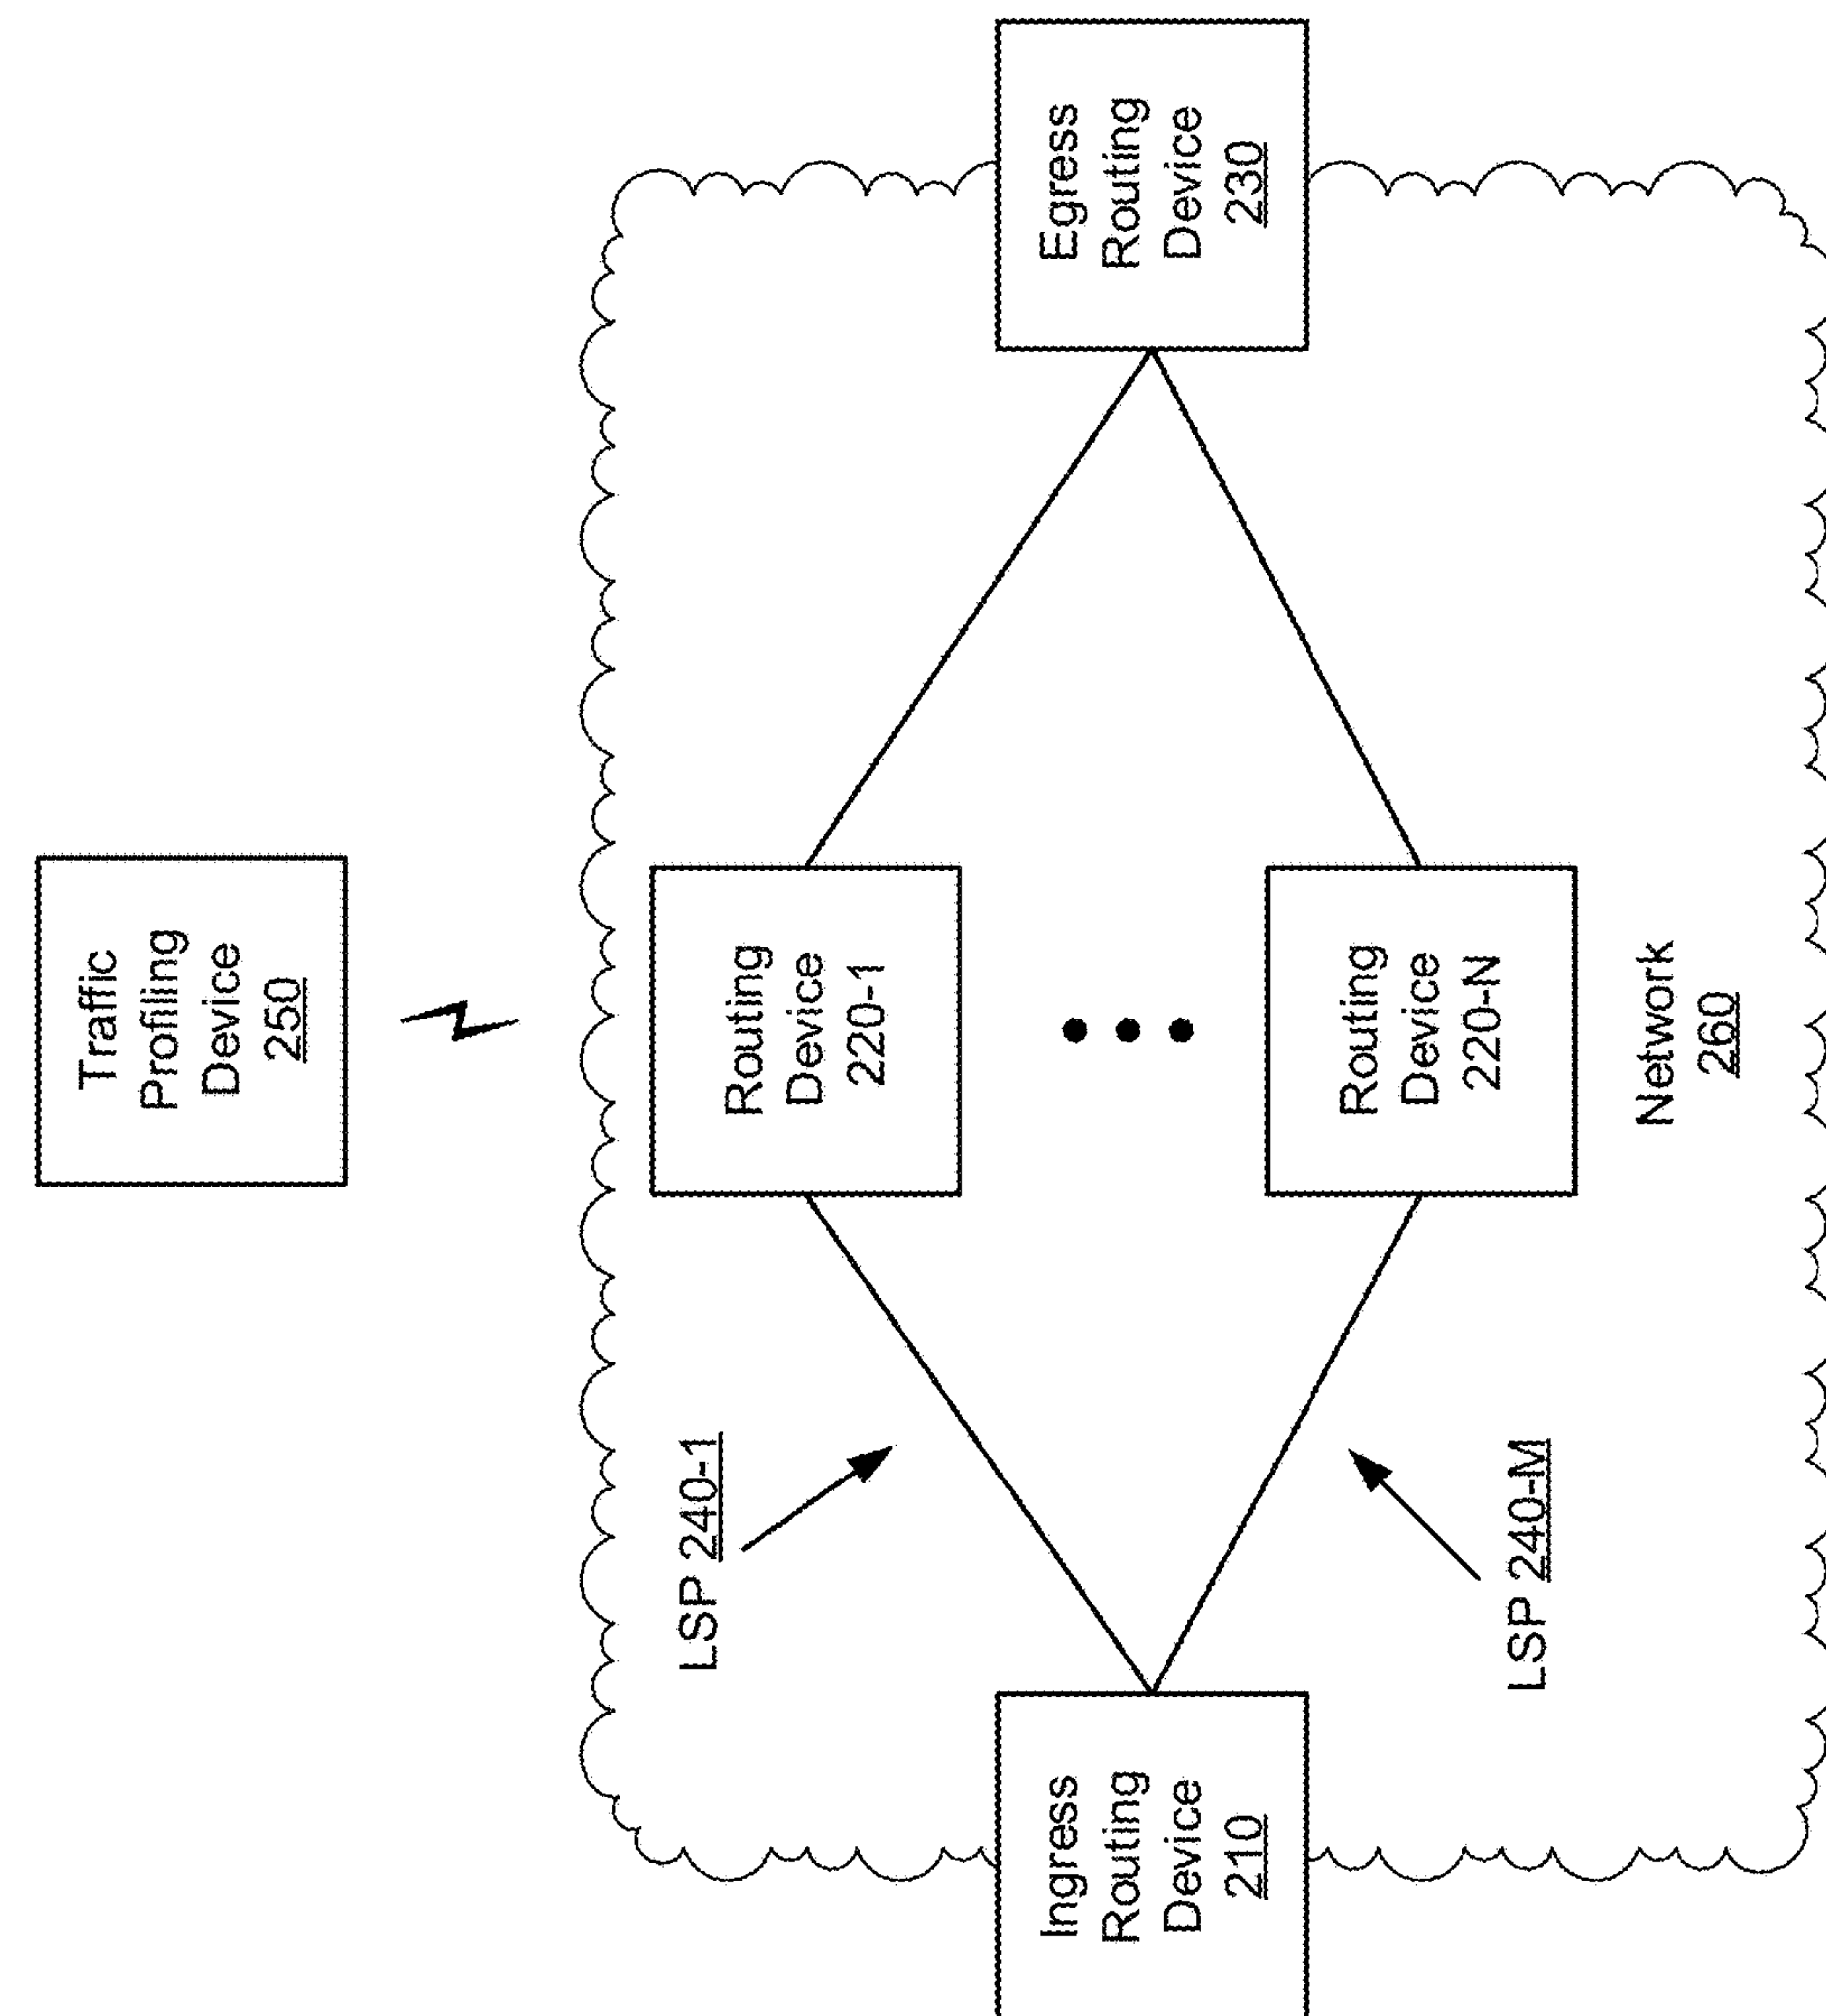 Traffic
Profiling
Device
250
LSP 240-1
Routing
Device
220-1
Ingress
Routing
Device
210
Egress
Routing
Device
230
LSP 240-M
Routing
Device
220-N
Network
260